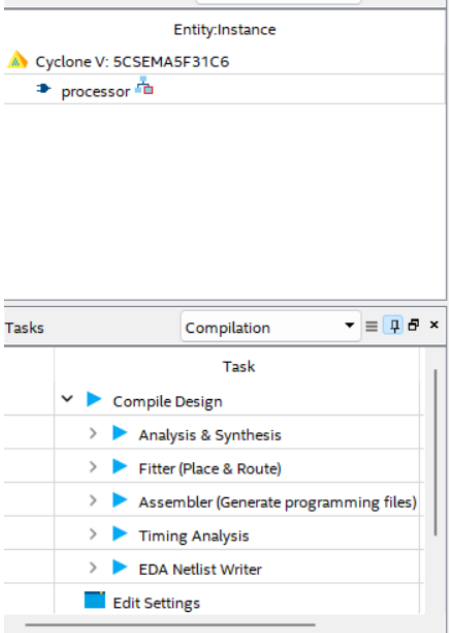 Entity:Instance
Cyclone V: 5CSEMA5F31C6
processor
Tasks Compilation
Task
Compile Design
Analysis & Synthesis
Fitter (Place & Route)
Assembler (Generate programming files)
Timing Analysis
EDA Netlist Writer
Edit Settings